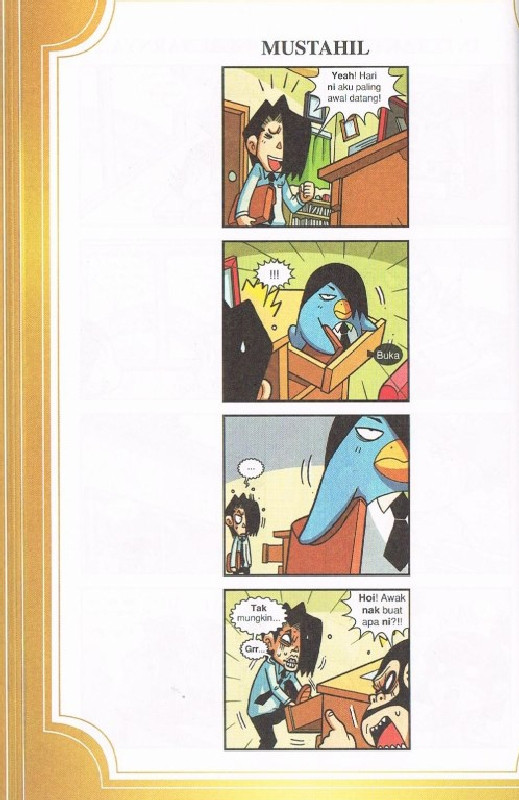 MUSTAHIL
Yeah! Hari
ni aku paling
awal datang!
!!!
Buka
....
Tak
mungkin....
Grr...
Hoi! Awak
nak buat
apa ni?!!